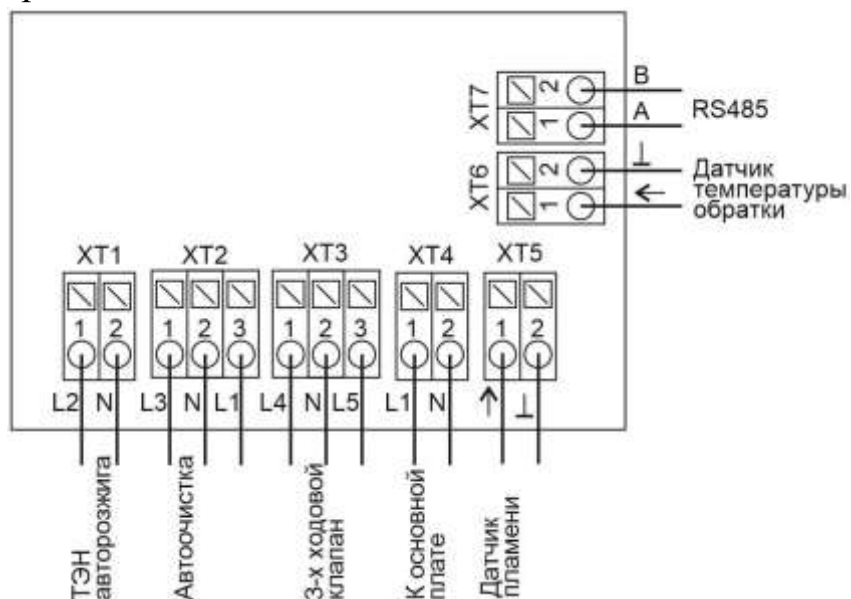 XT7
2
B
1
A
RS485
XT6
2
1
Датчик
температуры
обратки
XT1
XT2
XT3
XT4
XT5
1 2
1 2 3
1 2 3
1 2
1 2
L2 N
L3 N L1
L4 N L5
L1 N
ТЭН
авторозжига
Автоочистка
3-х ходовой
клапан
К основной
плате
Датчик
пламени